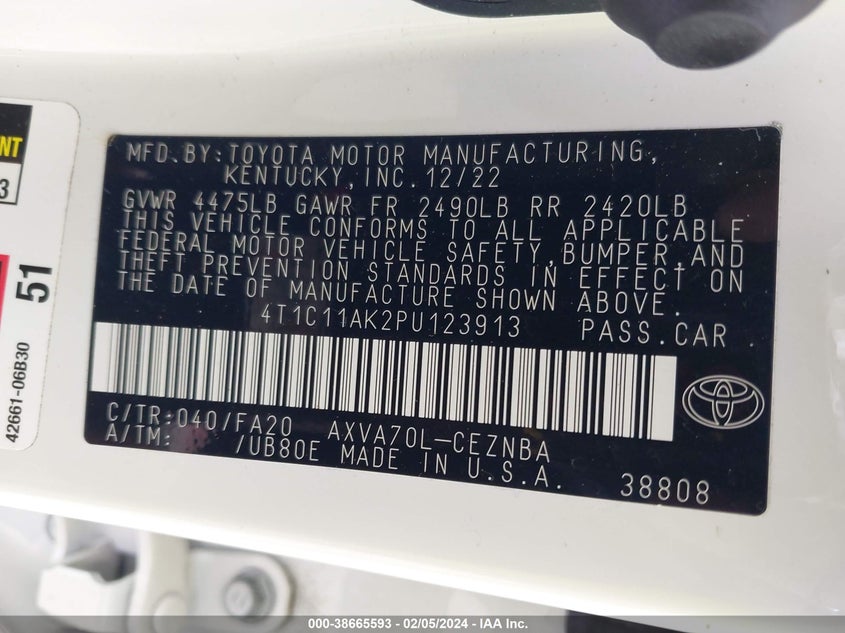 NT
3
51
42661-06B30
MFD.BY:TOYOTA MOTOR MANUFACTURING,
KENTUCKY,INC.12/22
GVWR 4475LB GAWR FR 2490LB RR 2420LB
THIS VEHICLE CONFORMS TO ALL APPLICABLE
FEDERAL MOTOR VEHICLE SAFETY,BUMPER,AND
THEFT PREVENTION STANDARDS IN EFFECT ON
THE DATE OF MANUFACTURE SHOWN ABOVE.
4T1C11AK2PU123913 PASS.CAR
C/TR:040/FA20 AXVA70L-CEZNBA
A/TM: /UB80E MADE IN U.S.A.
38808
000-38665593 - 02/05/2024 - IAA Inc.